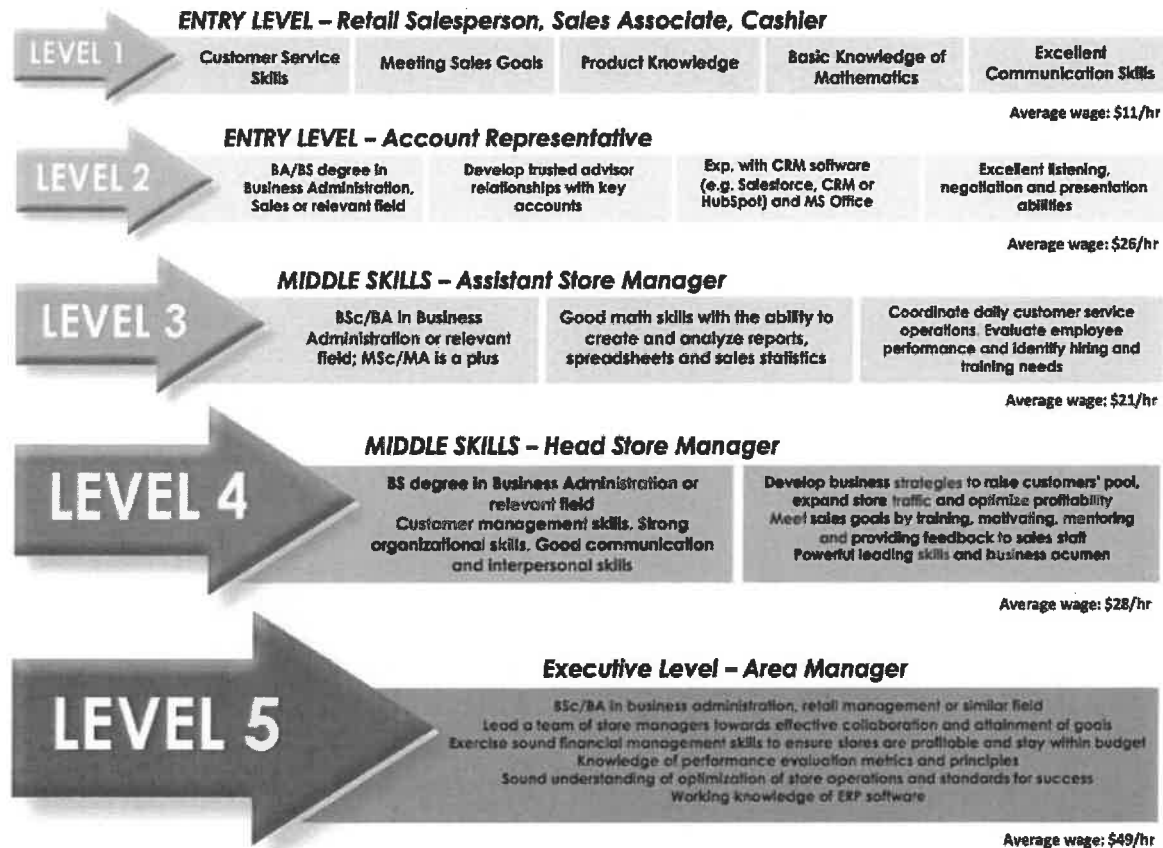 ENTRY LEVEL – Retail Salesperson, Sales Associate, Cashier
LEVEL 1
Customer Service
Skills
Meeting Sales Goals
Product Knowledge
Basic Knowledge of
Mathematics
Excellent
Communication Skills
Average wage: $11/hr
ENTRY LEVEL – Account Representative
LEVEL 2
BA/BS degree in
Business Administration,
Sales or relevant field
Develop trusted advisor
relationships with key
accounts
Exp. with CRM software
(e.g. Salesforce, CRM or
HubSpot) and MS Office
Excellent listening,
negotiation and presentation
abilities
Average wage: $26/hr
MIDDLE SKILLS – Assistant Store Manager
LEVEL 3
BSc/BA in Business
Administration or relevant
field; MSc/MA is a plus
Good math skills with the ability to
create and analyze reports,
spreadsheets and sales statistics
Coordinate daily customer service
operations. Evaluate employee
performance and identify hiring and
training needs
Average wage: $21/hr
MIDDLE SKILLS – Head Store Manager
LEVEL 4
BS degree in Business Administration or
relevant field
Customer management skills. Strong
organizational skills. Good communication
and interpersonal skills
Develop business strategies to raise customers' pool,
expand store traffic and optimize profitability
Meet sales goals by training, motivating, mentoring
and providing feedback to sales staff
Powerful leading skills and business acumen
Average wage: $28/hr
Executive Level – Area Manager
LEVEL 5
BSc/BA in business administration, retail management or similar field
Lead a team of store managers towards effective collaboration and attainment of goals
Exercise sound financial management skills to ensure stores are profitable and stay within budget
Knowledge of performance evaluation metrics and principles
Sound understanding of optimization of store operations and standards for success
Working knowledge of ERP software
Average wage: $49/hr